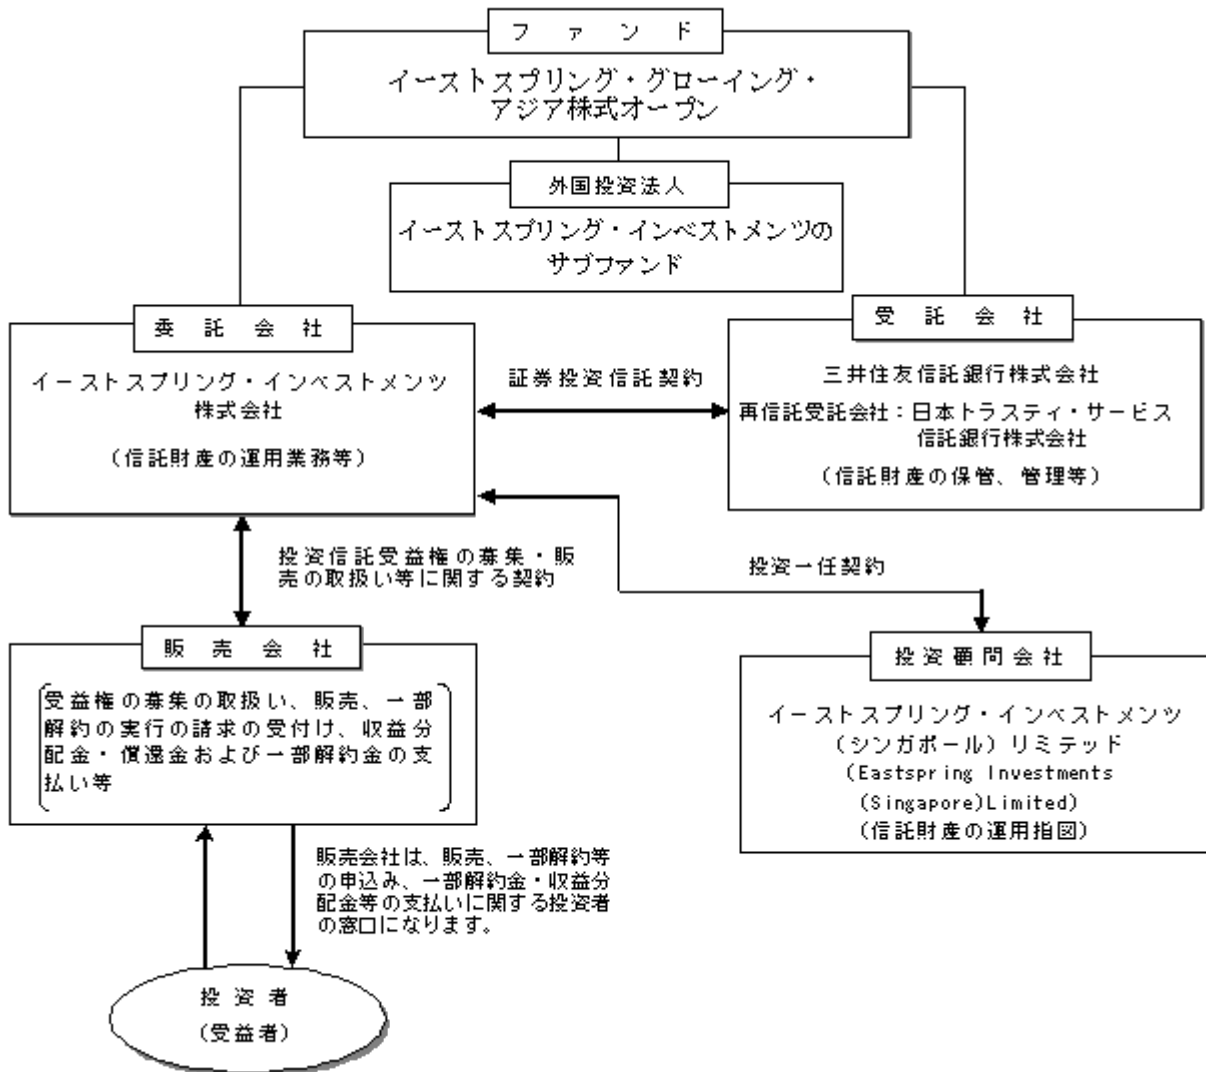 ファンド
イーストスプリング・グローイング・
アジア株式オープン
外国投資法人
イーストスプリング・インベストメンツの
サブファンド
委託会社
イーストスプリング・インベストメンツ
株式会社
（信託財産の運用業務等）
証券投資信託契約
受託会社
三井住友信託銀行株式会社
再信託受託会社：日本トラスティ・サービス
信託銀行株式会社
（信託財産の保管、管理等）
投資信託受益権の募集・販
売の取扱い等に関する契約
投資一任契約
販売会社
受益権の募集の取扱い、販売、一部
解約の実行の請求の受付け、収益分
配金・償還金および一部解約金の支
払い等
投資顧問会社
イーストスプリング・インベストメンツ
（シンガポール）リミテッド
(Eastspring Investments
(Singapore)Limited)
（信託財産の運用指図）
販売会社は、販売、一部解約等
の申込み、一部解約金・収益分
配金等の支払いに関する投資者
の窓口になります。
投資者
（受益者）